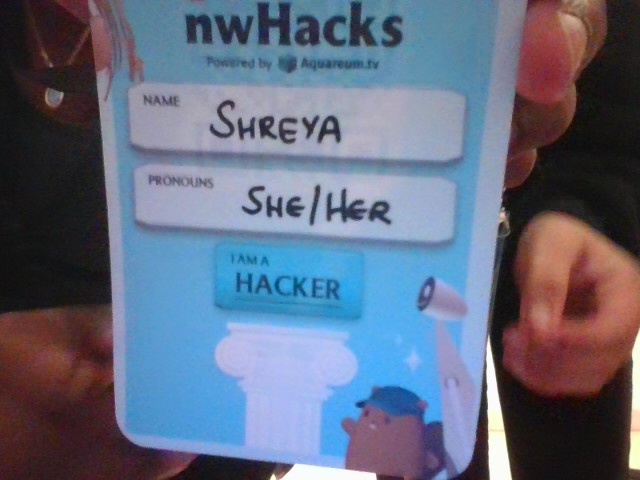 nwHacks
Powered by Aquareum.tv
NAME
SHREYA
PRONOUNS
SHE/HER
I AM A
HACKER